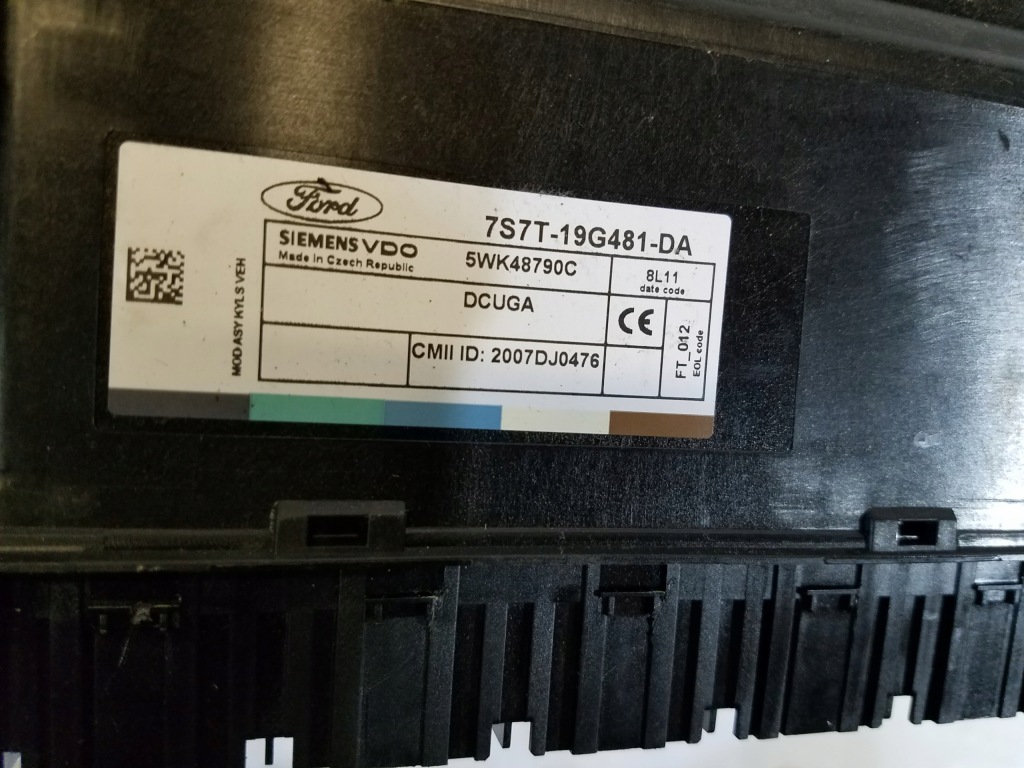 Ford
7S7T-19G481-DA
SIEMENS VDO
Made in Czech Republic
5WK48790C
8L11
date code
DCUGA
CE
CMII ID: 2007DJ0476
FT_012
EOL code
MOD ASY KYLS VEH